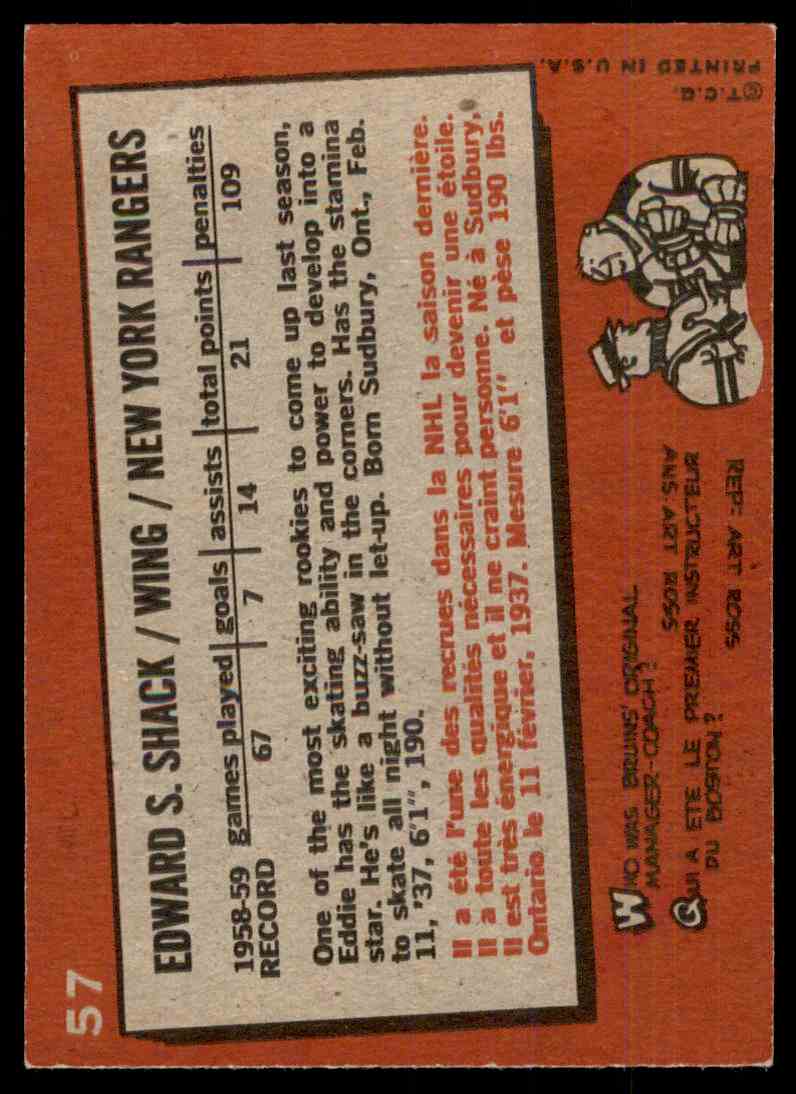 57
EDWARD S. SHACK / WING / NEW YORK RANGERS
1958-59 games played goals assists total points penalties
RECORD 67 7 14 21 109
One of the most exciting rookies to come up last season,
Eddie has the skating ability and power to develop into a
star. He's like a buzz-saw in the corners. Has the stamina
to skate all night without let-up. Born Sudbury, Ont., Feb.
11, '37, 6'1", 190.
Il a été l'une des recrues dans la NHL la saison dernière.
Il a toute les qualités nécessaires pour devenir une étoile.
Il est très énergique et il ne craint personne. Né à Sudbury,
Ontario le 11 février, 1937. Mesure 6'1" et pèse 190 lbs.
WHO WAS BRUINS' ORIGINAL
MANAGER-COACH?
ANS: ART ROSS
QUI A ETE LE PREMIER INSTRUCTEUR
DU BOSTON?
REP: ART ROSS
© T.C.G.
PRINTED IN U.S.A.